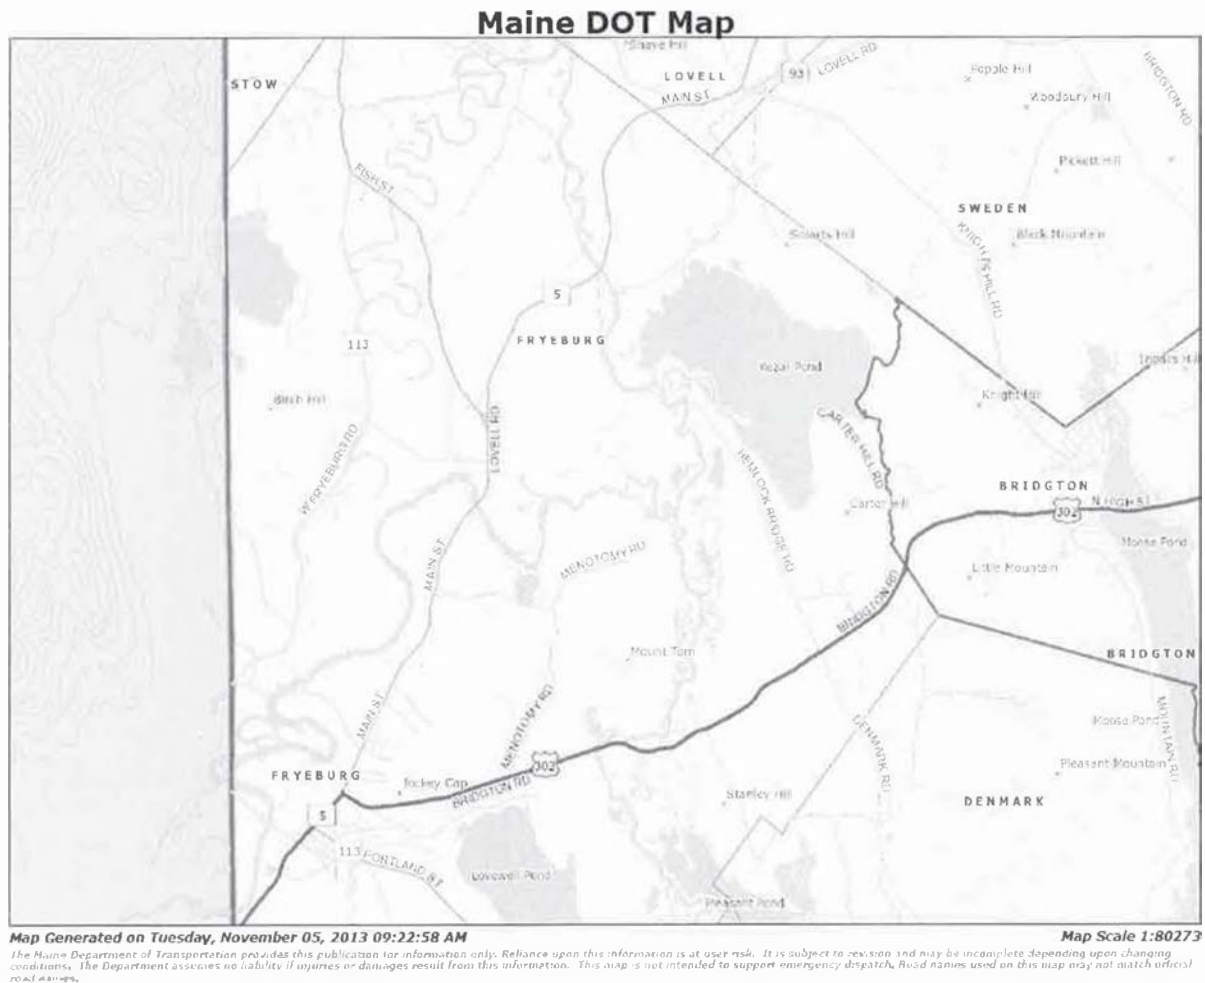 Maine DOT Map
STOW
LOVELL
93
LOVELL RD
MAIN ST
Popple Hill
Woodbury Hill
BRIDGTON RD
FISH ST
Pickett Hill
SWEDEN
Black Mountain
KNIGHTS HILL RD
5
FRYEBURG
113
Kezar Pond
Birch Hill
Knight Hill
LOVELL RD
W FRYEBURG RD
CARTER HILL RD
HEMLOCK BRIDGE RD
BRIDGTON
N HIGH ST
302
Carter Hill
Moose Pond
MAIN ST
MENOTOMY RD
Little Mountain
BRIDGTON RD
Mount Tom
BRIDGTON
MAIN ST
MENOTOMY RD
Moose Pond
MOUNTAIN RD
DENMARK RD
302
FRYEBURG
Jockey Cap
BRIDGTON RD
Pleasant Mountain
Stanley Hill
DENMARK
5
113 PORTLAND ST
Lovewell Pond
Pleasant Pond
Map Generated on Tuesday, November 05, 2013 09:22:58 AM
Map Scale 1:80273
The Maine Department of Transportation provides this publication for information only. Reliance upon this information is at user risk. It is subject to revision and may be incomplete depending upon changing
conditions. The Department assumes no liability if injuries or damages result from this information. This map is not intended to support emergency dispatch. Road names used on this map may not match official
road names.